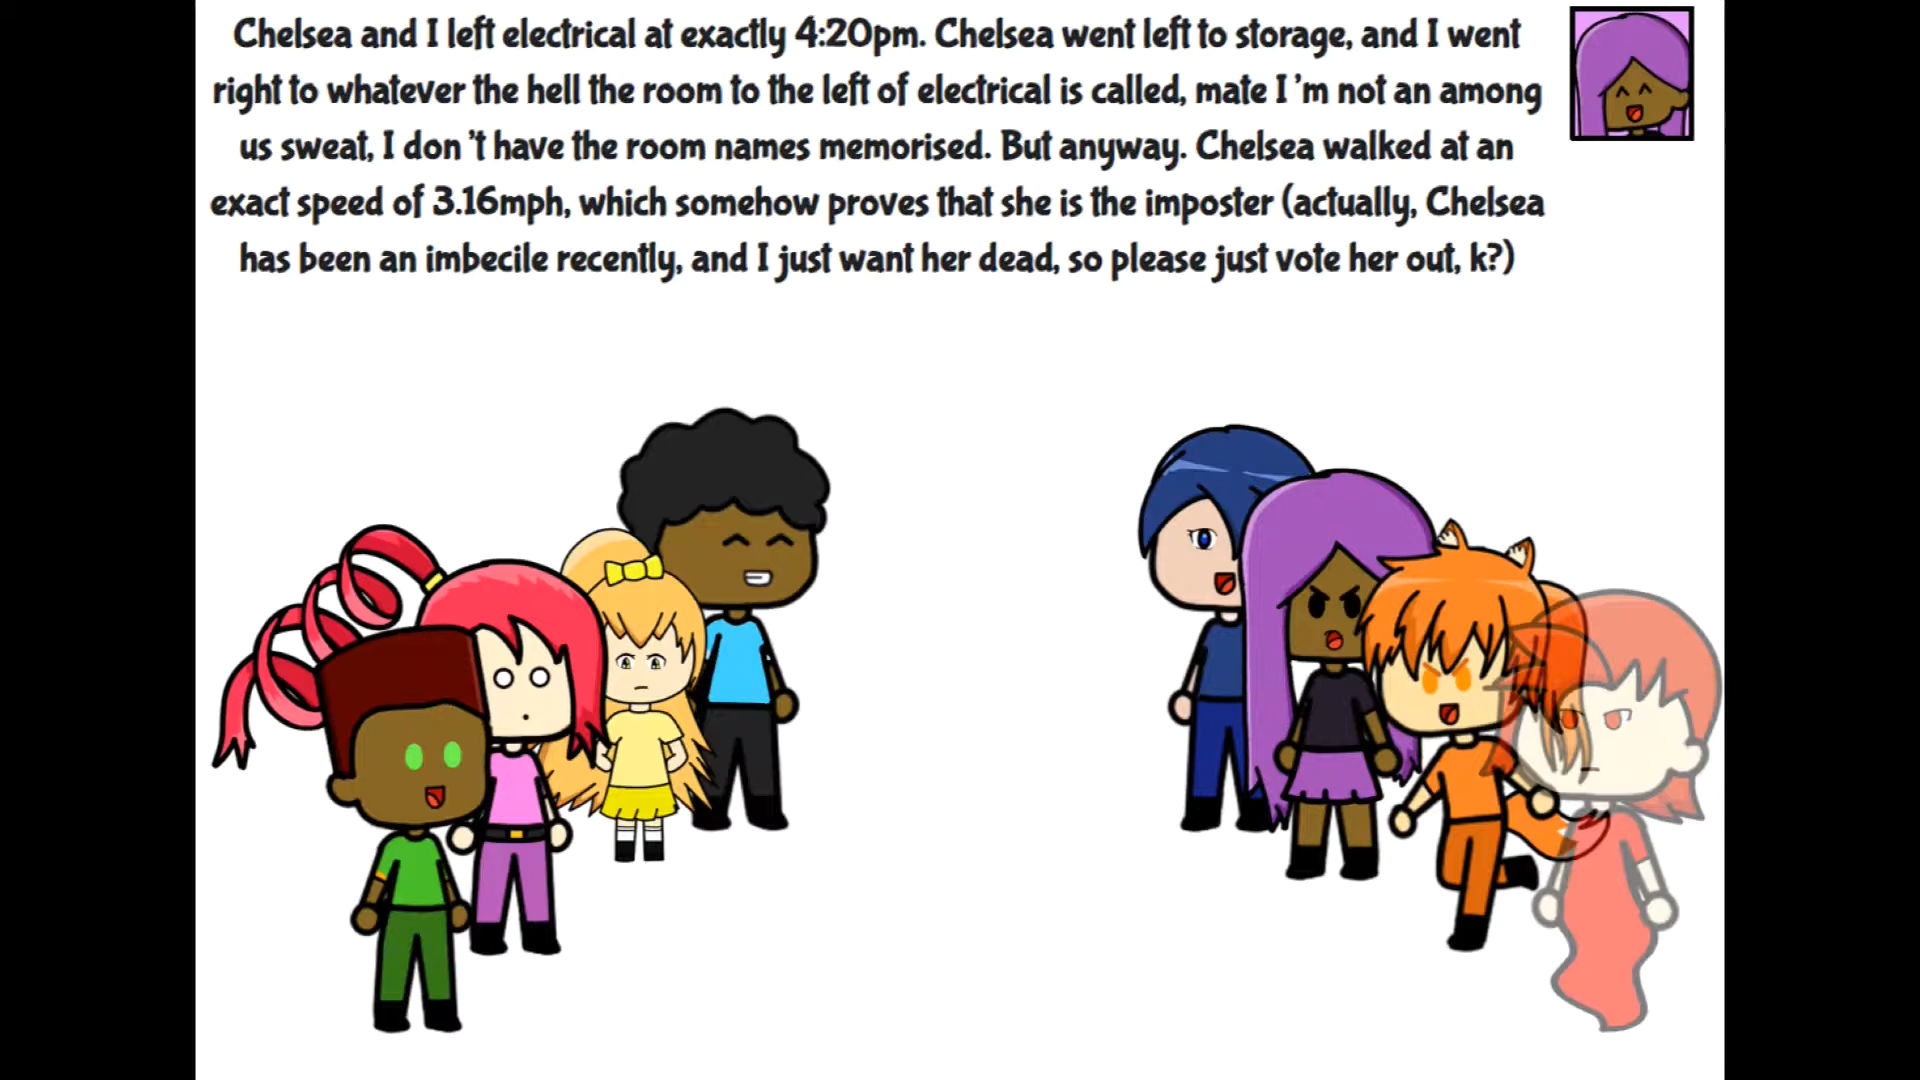 Chelsea and I left electrical at exactly 4:20pm. Chelsea went left to storage, and I went
right to whatever the hell the room to the left of electrical is called, mate I'm not an among
us sweat, I don't have the room names memorised. But anyway. Chelsea walked at an
exact speed of 3.16mph, which somehow proves that she is the imposter (actually, Chelsea
has been an imbecile recently, and I just want her dead, so please just vote her out, k?)